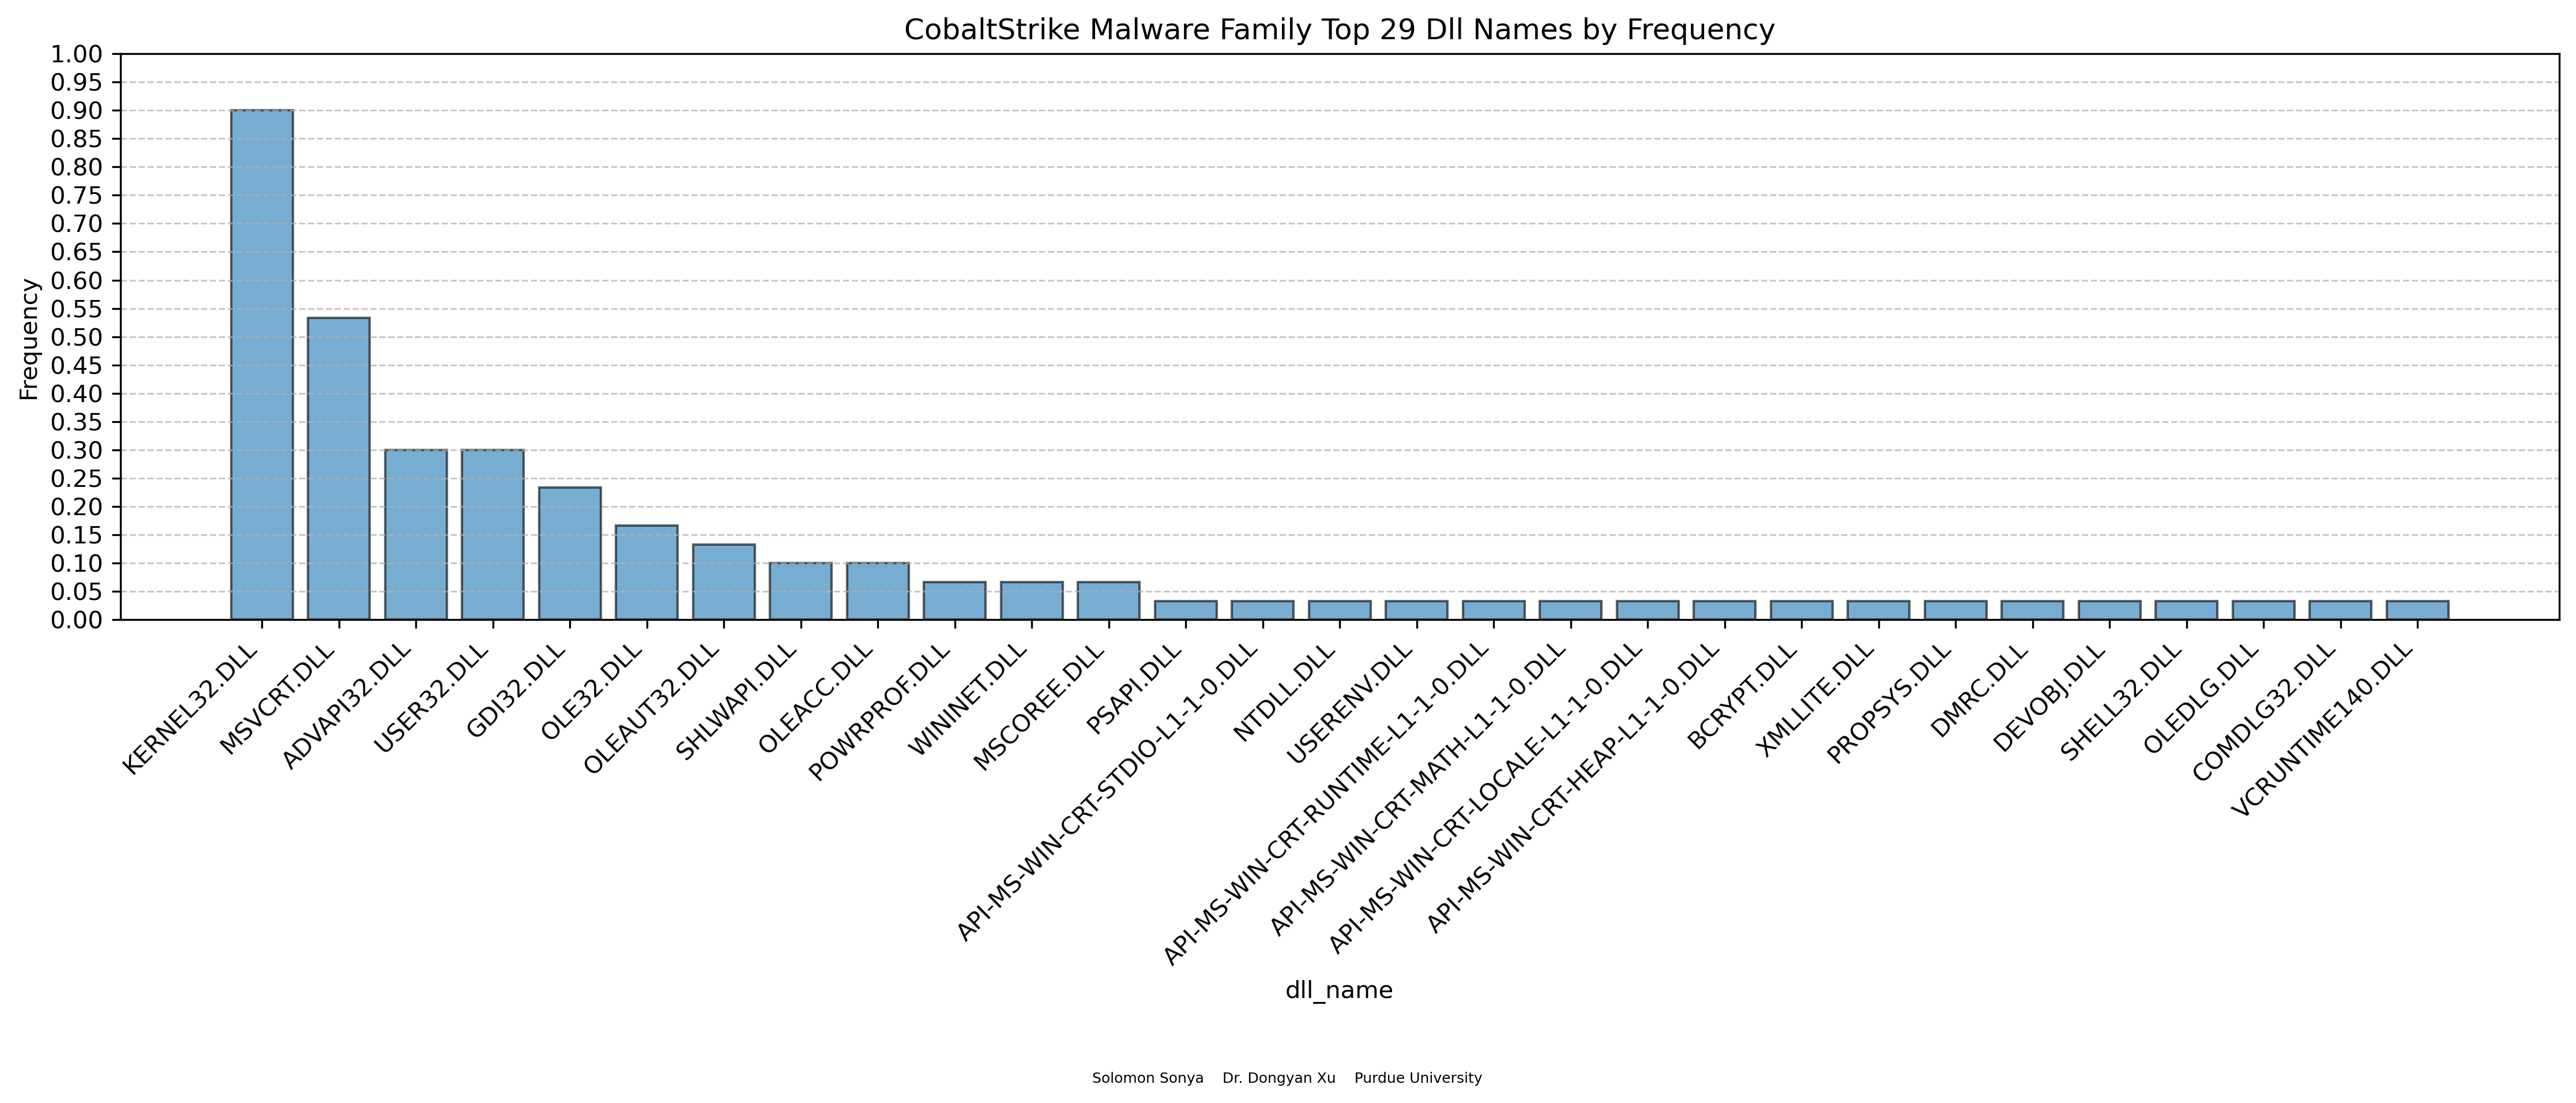 CobaltStrike Malware Family Top 29 Dll Names by Frequency
1.00
0.95
0.90
0.85
0.80
0.75
0.70
0.65
0.60
0.55
0.50
0.45
0.40
0.35
0.30
0.25
0.20
0.15
0.10
0.05
0.00
Frequency
KERNEL32.DLL
MSVCRT.DLL
ADVAPI32.DLL
USER32.DLL
GDI32.DLL
OLE32.DLL
OLEAUT32.DLL
SHLWAPI.DLL
OLEACC.DLL
POWRPROF.DLL
WININET.DLL
MSCOREE.DLL
PSAPI.DLL
API-MS-WIN-CRT-STDIO-L1-1-0.DLL
NTDLL.DLL
USERENV.DLL
API-MS-WIN-CRT-RUNTIME-L1-1-0.DLL
API-MS-WIN-CRT-MATH-L1-1-0.DLL
API-MS-WIN-CRT-LOCALE-L1-1-0.DLL
API-MS-WIN-CRT-HEAP-L1-1-0.DLL
BCRYPT.DLL
XMLLITE.DLL
PROPSYS.DLL
DMRC.DLL
DEVOBJ.DLL
SHELL32.DLL
OLEDLG.DLL
COMDLG32.DLL
VCRUNTIME140.DLL
dll_name
Solomon Sonya    Dr. Dongyan Xu    Purdue University